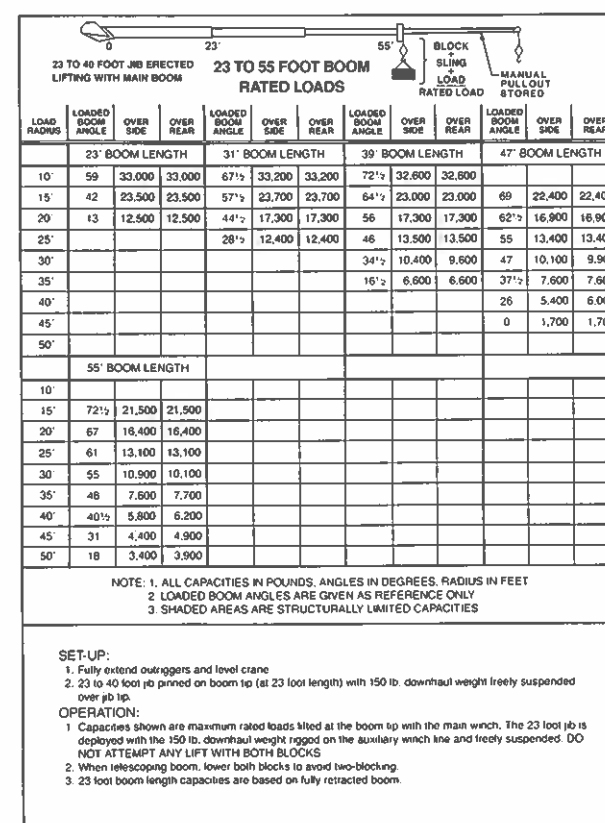 0 23' 55'
BLOCK
+
SLING
+
LOAD
RATED LOAD
MANUAL
PULLOUT
STORED
23 TO 40 FOOT JIB ERECTED
LIFTING WITH MAIN BOOM
23 TO 55 FOOT BOOM
RATED LOADS
LOAD RADIUS LOADED BOOM ANGLE OVER SIDE OVER REAR LOADED BOOM ANGLE OVER SIDE OVER REAR LOADED BOOM ANGLE OVER SIDE OVER REAR LOADED BOOM ANGLE OVER SIDE OVER REAR
23' BOOM LENGTH 31' BOOM LENGTH 39' BOOM LENGTH 47' BOOM LENGTH
10' 59 33,000 33,000 67½ 33,200 33,200 72½ 32,600 32,600
15' 42 23,500 23,500 57½ 23,700 23,700 64½ 23,000 23,000 69 22,400
20' 13 12,500 12,500 44½ 17,300 17,300 56 17,300 17,300 62½ 16,900
25' 28½ 12,400 12,400 46 13,500 13,500 55 13,400
30' 34½ 10,400 9,600 47 10,100
35' 16½ 6,600 6,600 37½ 7,600
40' 26 5,400
45' 0
50'
55' BOOM LENGTH
10'
15' 72½ 21,500 21,500
20' 67 16,400 16,400
25' 61 13,100 13,100
30' 55 10,900 10,100
35' 48 7,600 7,700
40' 40½ 5,800 6,200
45' 31 4,400 4,900
50' 18 3,400 3,900
NOTE: 1. ALL CAPACITIES IN POUNDS, ANGLES IN DEGREES, RADIUS IN FEET
2 LOADED BOOM ANGLES ARE GIVEN AS REFERENCE ONLY
3. SHADED AREAS ARE STRUCTURALLY LIMITED CAPACITIES
SET-UP:
1. Fully extend outriggers and level crane
2. 23 to 40 foot jib pinned on boom tip (at 23 foot length) with 150 lb. downhaul weight freely suspended
over jib tip.
OPERATION:
1 Capacities shown are maximum rated loads lifted at the boom tip with the main winch. The 23 foot jib is
deployed with the 150 lb. downhaul weight rigged on the auxiliary winch line and freely suspended. DO
NOT ATTEMPT ANY LIFT WITH BOTH BLOCKS
2. When telescoping boom, lower both blocks to avoid two-blocking.
3. 23 foot boom length capacities are based on fully retracted boom.